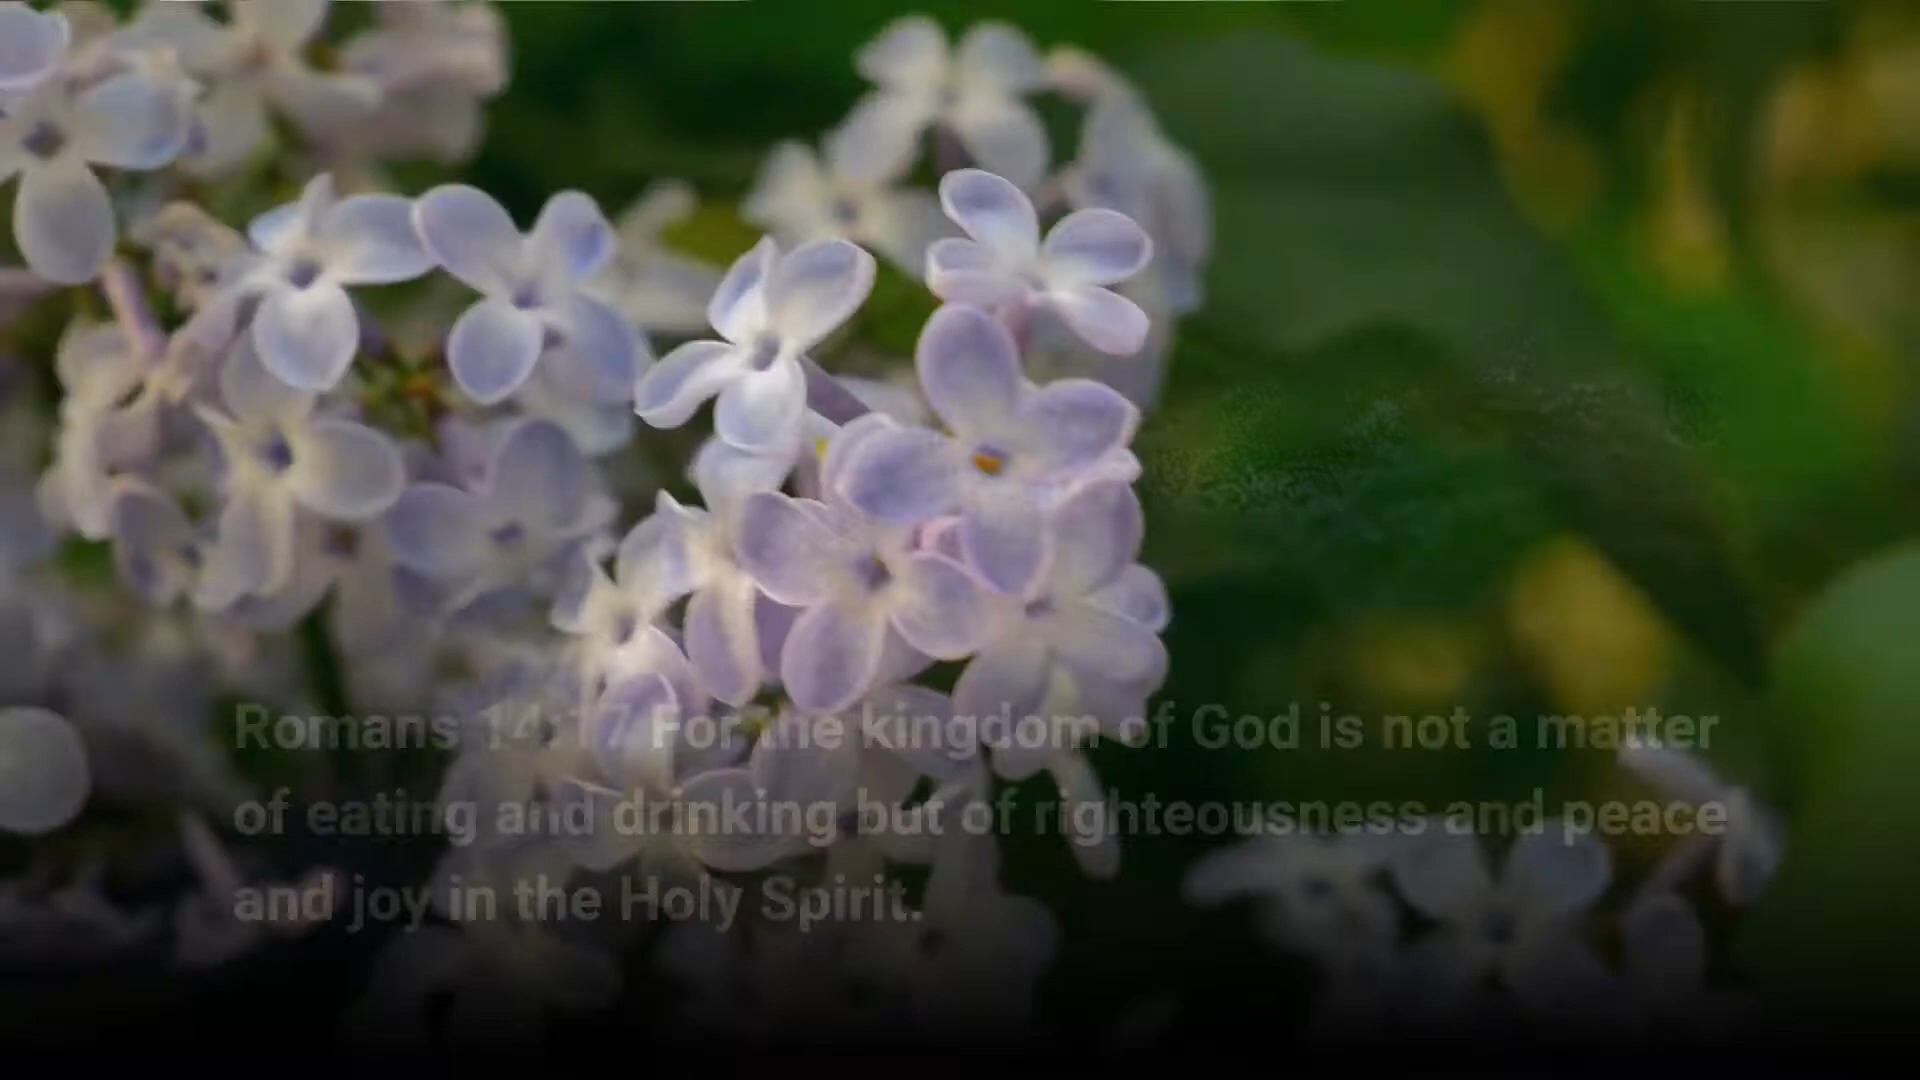 Romans 14:17 For the kingdom of God is not a matter
of eating and drinking but of righteousness and peace
and joy in the Holy Spirit.